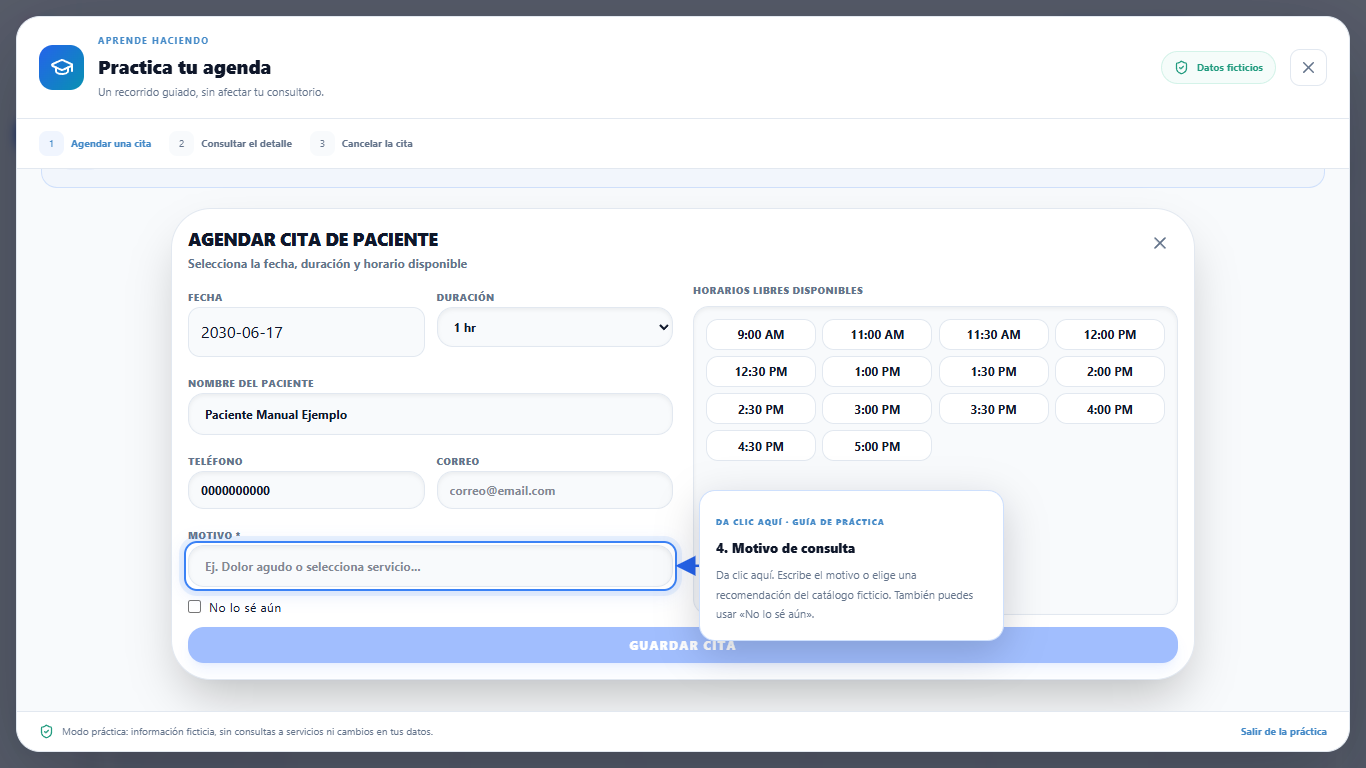 APRENDE HACIENDO
Practica tu agenda
Un recorrido guiado, sin afectar tu consultorio.
Datos ficticios
1 Agendar una cita
2 Consultar el detalle
3 Cancelar la cita
AGENDAR CITA DE PACIENTE
Selecciona la fecha, duración y horario disponible
FECHA
DURACIÓN
2030-06-17
1 hr
NOMBRE DEL PACIENTE
Paciente Manual Ejemplo
TELÉFONO
CORREO
0000000000
correo@email.com
MOTIVO *
Ej. Dolor agudo o selecciona servicio...
No lo sé aún
HORARIOS LIBRES DISPONIBLES
9:00 AM 11:00 AM 11:30 AM 12:00 PM
12:30 PM 1:00 PM 1:30 PM 2:00 PM
2:30 PM 3:00 PM 3:30 PM 4:00 PM
4:30 PM 5:00 PM
DA CLIC AQUÍ · GUÍA DE PRÁCTICA
4. Motivo de consulta
Da clic aquí. Escribe el motivo o elige una
recomendación del catálogo ficticio. También puedes
usar «No lo sé aún».
GUARDAR CITA
Modo práctica: información ficticia, sin consultas a servicios ni cambios en tus datos.
Salir de la práctica